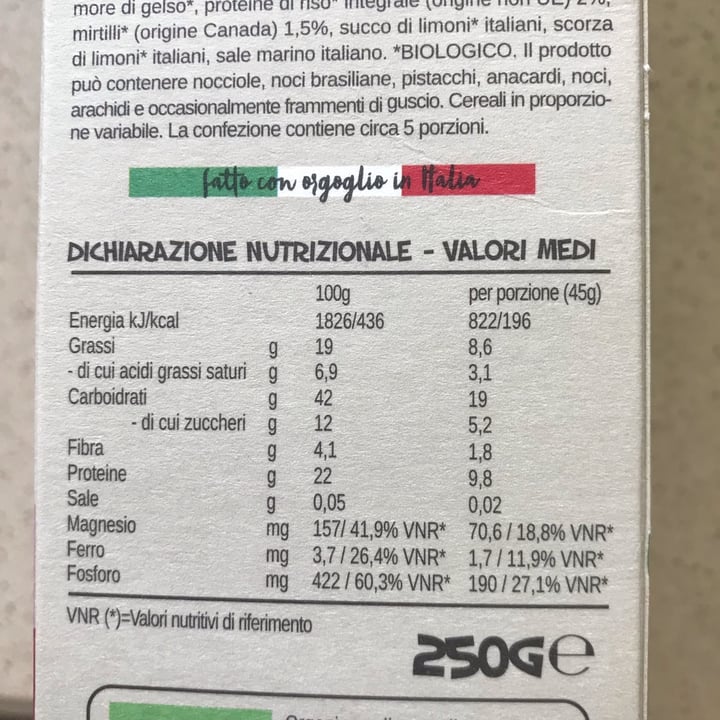 more di gelso*, proteine di riso* integrale (origine non UE) 2%,
mirtilli* (origine Canada) 1,5%, succo di limoni* italiani, scorza
di limoni* italiani, sale marino italiano. *BIOLOGICO. Il prodotto
può contenere nocciole, noci brasiliane, pistacchi, anacardi, noci,
arachidi e occasionalmente frammenti di guscio. Cereali in proporzio-
ne variabile. La confezione contiene circa 5 porzioni.
fatto con orgoglio in Italia
DICHIARAZIONE NUTRIZIONALE - VALORI MEDI
100g per porzione (45g)
Energia kJ/kcal 1826/436 822/196
Grassi g 19 8,6
- di cui acidi grassi saturi g 6,9 3,1
Carboidrati g 42 19
- di cui zuccheri g 12 5,2
Fibra g 4,1 1,8
Proteine g 22 9,8
Sale g 0,05 0,02
Magnesio mg 157/ 41,9% VNR* 70,6 / 18,8% VNR*
Ferro mg 3,7 / 26,4% VNR* 1,7 / 11,9% VNR*
Fosforo mg 422 / 60,3% VNR* 190 / 27,1% VNR*
VNR (*)=Valori nutritivi di riferimento
250G e